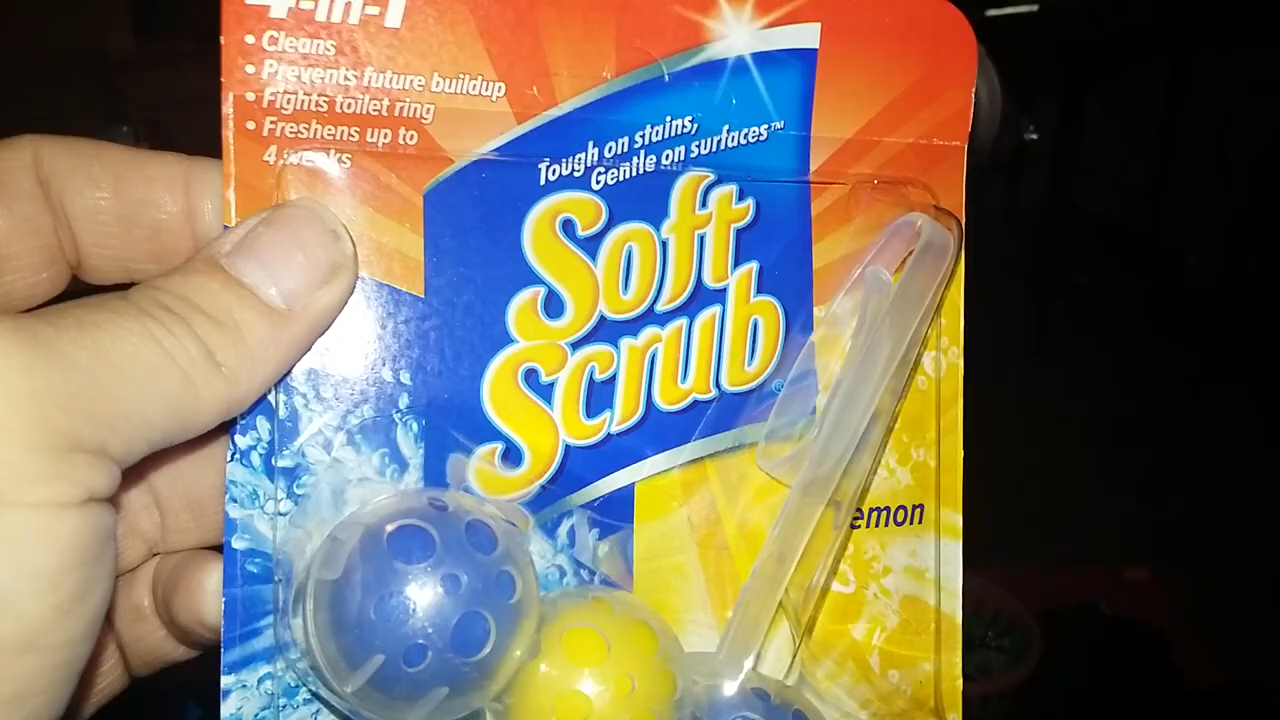 4-in-1
• Cleans
• Prevents future buildup
• Fights toilet ring
• Freshens up to
4 weeks
Tough on stains,
Gentle on surfaces™
Soft
Scrub®
Lemon